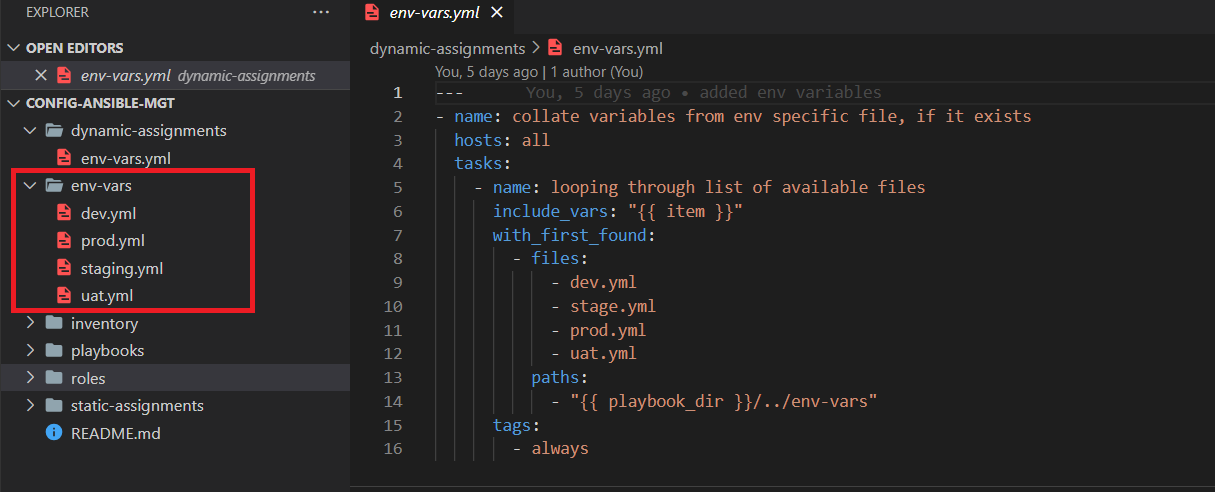 EXPLORER
···
OPEN EDITORS
env-vars.yml dynamic-assignments
CONFIG-ANSIBLE-MGT
dynamic-assignments
env-vars.yml
env-vars
dev.yml
prod.yml
staging.yml
uat.yml
inventory
playbooks
roles
static-assignments
README.md
env-vars.yml
dynamic-assignments > env-vars.yml
You, 5 days ago | 1 author (You)
1 --- You, 5 days ago • added env variables
2 - name: collate variables from env specific file, if it exists
3   hosts: all
4   tasks:
5     - name: looping through list of available files
6       include_vars: "{{ item }}"
7       with_first_found:
8         - files:
9             - dev.yml
10             - stage.yml
11             - prod.yml
12             - uat.yml
13           paths:
14             - "{{ playbook_dir }}/../env-vars"
15       tags:
16         - always